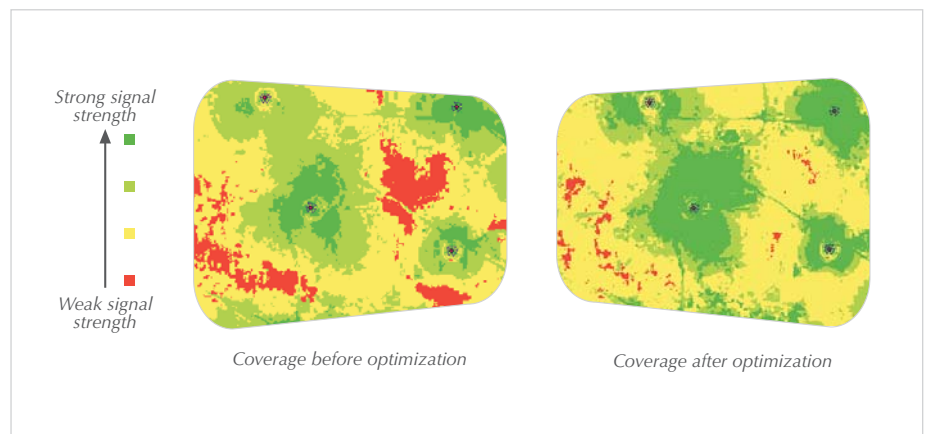 Strong signal
strength
Weak signal
strength
Coverage before optimization
Coverage after optimization